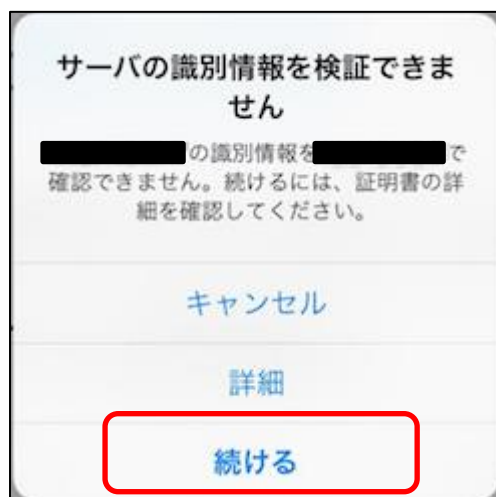 サーバの識別情報を検証できま
せん
の識別情報を で
確認できません。続けるには、証明書の詳
細を確認してください。
キャンセル
詳細
続ける